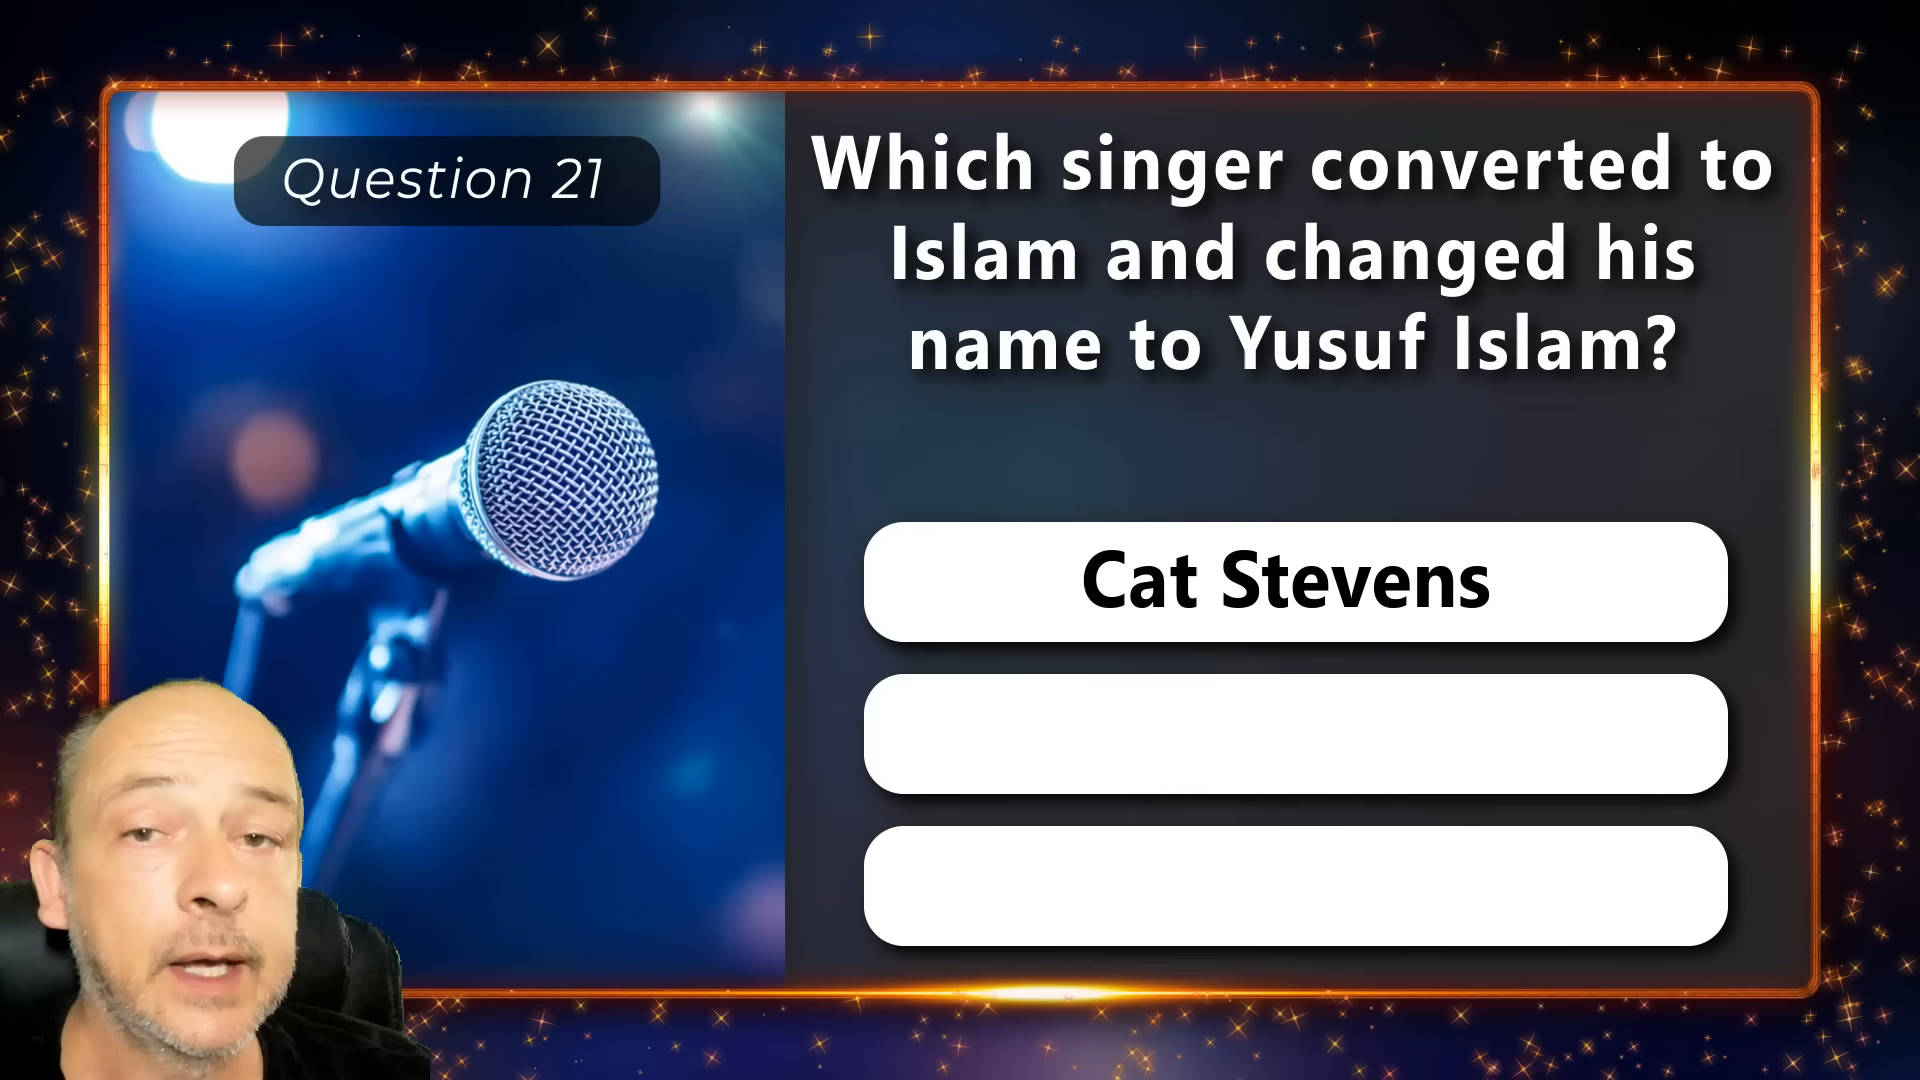 Question 21
Which singer converted to
Islam and changed his
name to Yusuf Islam?
Cat Stevens